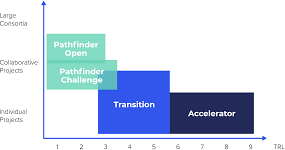 Large
Consortia
Pathfinder
Open
Collaborative
Projects
Pathfinder
Challenge
Transition
Accelerator
Individual
Projects
1 2 3 4 5 6 7 8 9 TRL